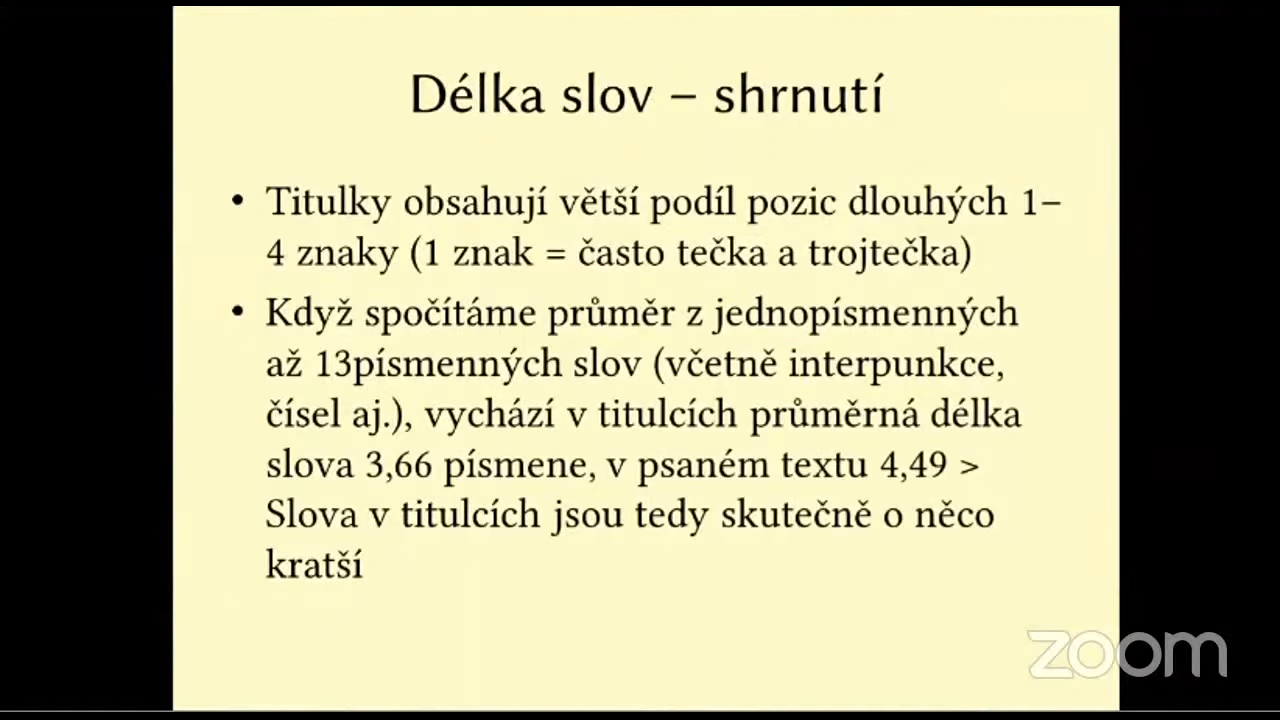 Délka slov – shrnutí
• Titulky obsahují větší podíl pozic dlouhých 1–
4 znaky (1 znak = často tečka a trojtečka)
• Když spočítáme průměr z jednopísmenných
až 13písmenných slov (včetně interpunkce,
čísel aj.), vychází v titulcích průměrná délka
slova 3,66 písmene, v psaném textu 4,49 >
Slova v titulcích jsou tedy skutečně o něco
kratší
zoom